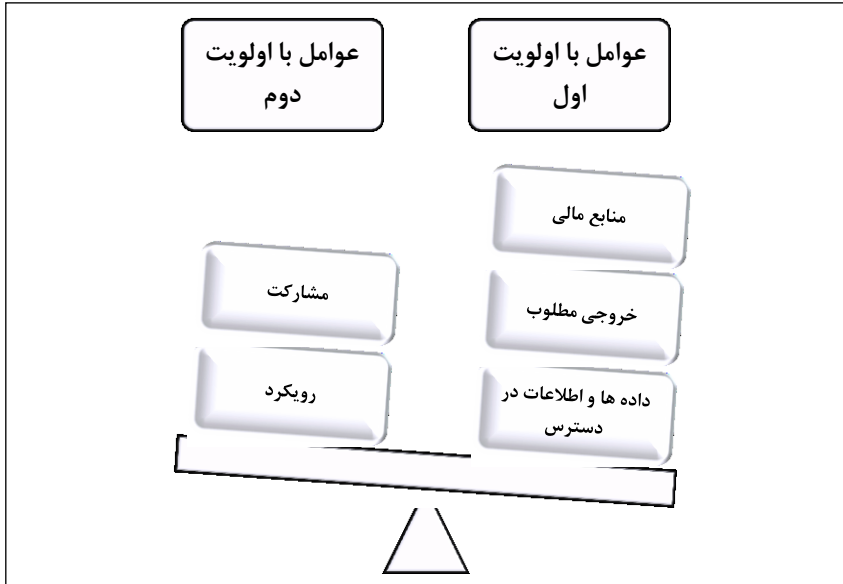 عوامل با اولویت
اول
عوامل با اولویت
دوم
منابع مالی
خروجی مطلوب
داده ها و اطلاعات در
دسترس
مشارکت
رویکرد